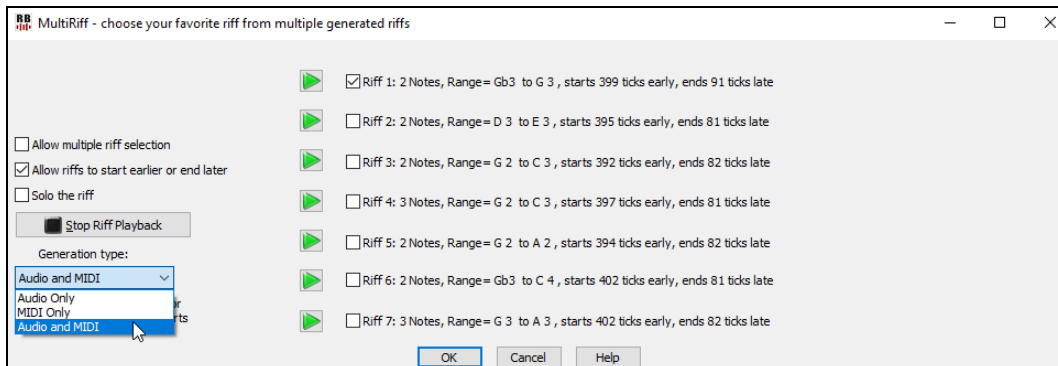 RB MultiRiff - choose your favorite riff from multiple generated riffs
Allow multiple riff selection
Allow riffs to start earlier or end later
Solo the riff
Stop Riff Playback
Generation type:
Audio and MIDI
Audio Only
MIDI Only
Audio and MIDI
Riff 1: 2 Notes, Range= Gb3 to G 3 , starts 399 ticks early, ends 91 ticks late
Riff 2: 2 Notes, Range= D 3 to E 3 , starts 395 ticks early, ends 81 ticks late
Riff 3: 2 Notes, Range= G 2 to C 3 , starts 392 ticks early, ends 82 ticks late
Riff 4: 3 Notes, Range= G 2 to C 3 , starts 397 ticks early, ends 81 ticks late
Riff 5: 2 Notes, Range= G 2 to A 2 , starts 394 ticks early, ends 82 ticks late
Riff 6: 2 Notes, Range= Gb3 to C 4 , starts 402 ticks early, ends 81 ticks late
Riff 7: 3 Notes, Range= G 3 to A 3 , starts 402 ticks early, ends 82 ticks late
OK Cancel Help